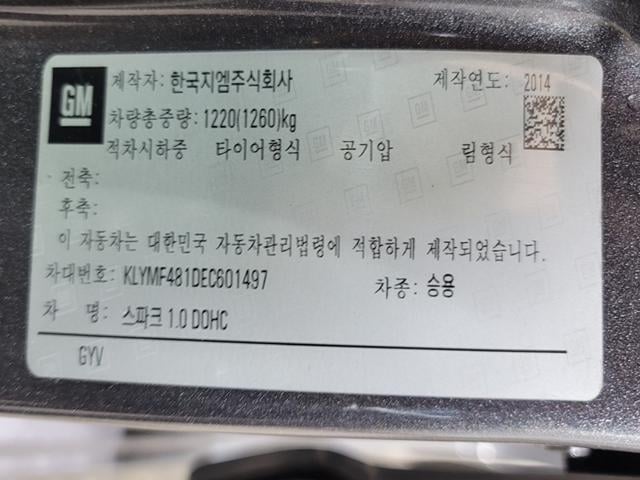 GM 제작자: 한국지엠주식회사 제작연도: 2014
차량총중량: 1220(1260)kg
적차시하중 타이어형식 공기압 림형식
전축:
후축:
이 자동차는 대한민국 자동차관리법령에 적합하게 제작되었습니다.
차대번호: KLYMF481DEC601497 차종: 승용
차 명: 스파크 1.0 DOHC
GYV